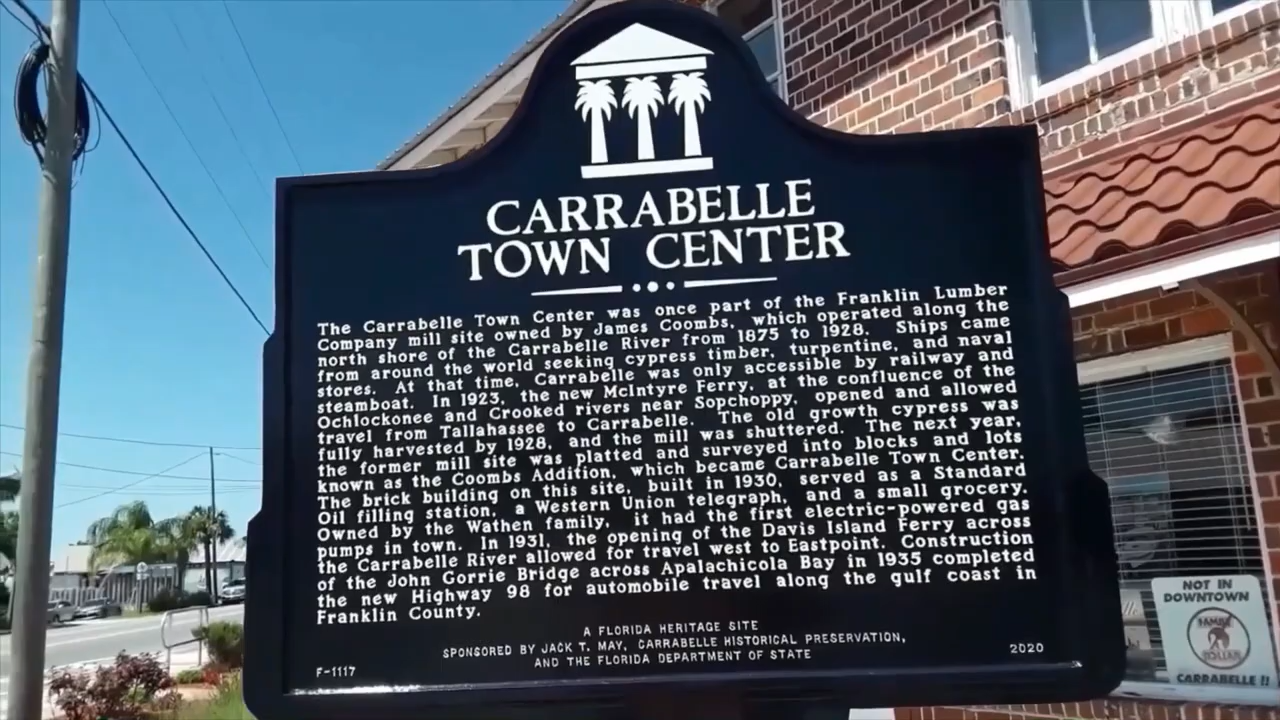 CARRABELLE
TOWN CENTER
The Carrabelle Town Center was once part of the Franklin Lumber
Company mill site owned by James Coombs, which operated along the
north shore of the Carrabelle River from 1875 to 1928. Ships came
from around the world seeking cypress timber, turpentine, and naval
stores. At that time, Carrabelle was only accessible by railway and
steamboat. In 1923, the new McIntyre Ferry, at the confluence of the
Ochlockonee and Crooked rivers near Sopchoppy, opened and allowed
travel from Tallahassee to Carrabelle. The old growth cypress was
fully harvested by 1928, and the mill was shuttered. The next year,
the former mill site was platted and surveyed into blocks and lots
known as the Coombs Addition, which became Carrabelle Town Center.
The brick building on this site, built in 1930, served as a Standard
Oil filling station, a Western Union telegraph, and a small grocery.
Owned by the Wathen family, it had the first electric-powered gas
pumps in town. In 1931, the opening of the Davis Island Ferry across
the Carrabelle River allowed for travel west to Eastpoint. Construction
of the John Gorrie Bridge across Apalachicola Bay in 1935 completed
the new Highway 98 for automobile travel along the gulf coast in
Franklin County.
A FLORIDA HERITAGE SITE
SPONSORED BY JACK T. MAY, CARRABELLE HISTORICAL PRESERVATION,
AND THE FLORIDA DEPARTMENT OF STATE
F-1117
2020
NOT IN
DOWNTOWN
FAMILY
DOLLAR
CARRABELLE !!